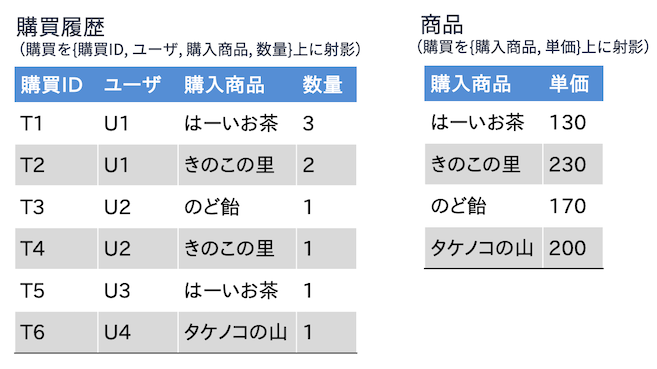 購買履歴
（購買を{購買ID, ユーザ, 購入商品, 数量}上に射影）
購買ID ユーザ 購入商品 数量
T1 U1 はーいお茶 3
T2 U1 きのこの里 2
T3 U2 のど飴 1
T4 U2 きのこの里 1
T5 U3 はーいお茶 1
T6 U4 タケノコの山 1
商品
（購買を{購入商品, 単価}上に射影）
購入商品 単価
はーいお茶 130
きのこの里 230
のど飴 170
タケノコの山 200